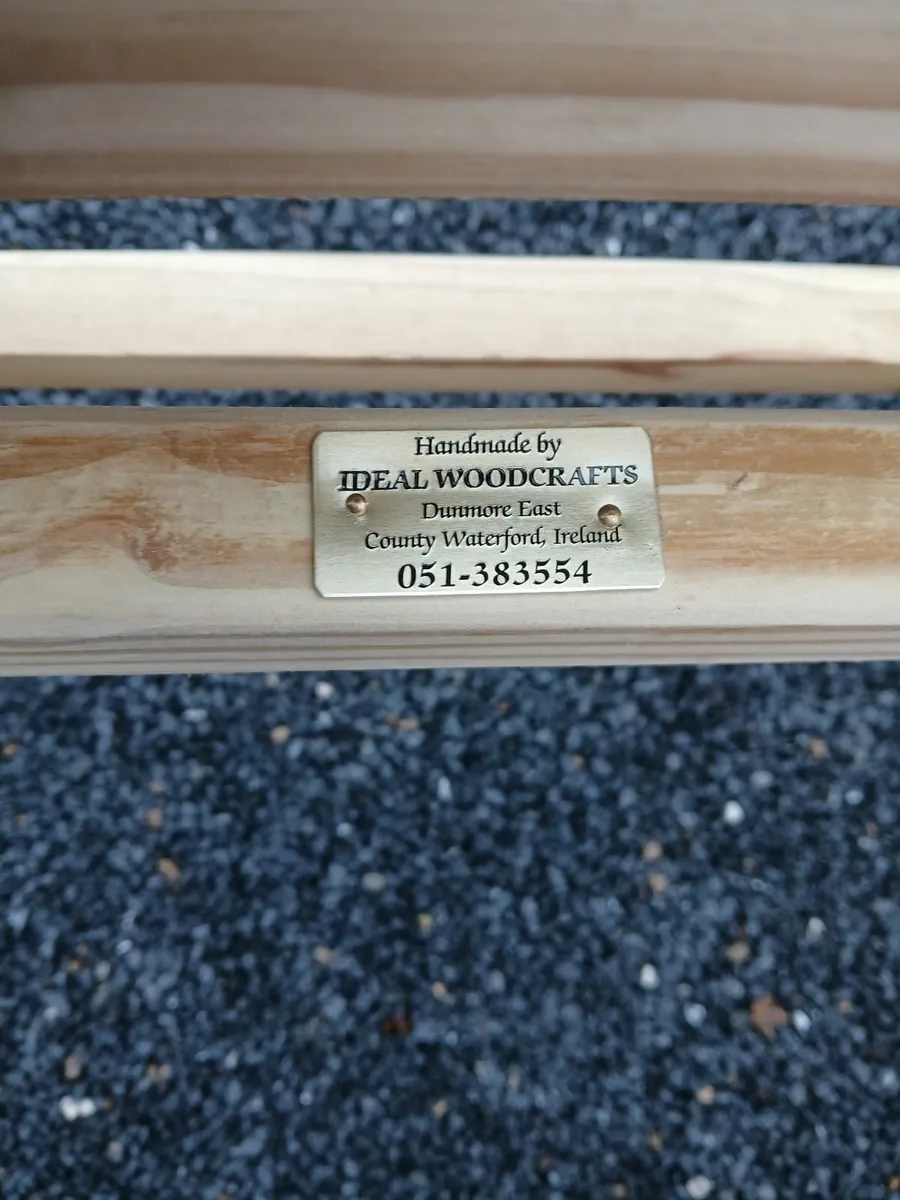 Handmade by
IDEAL WOODCRAFTS
Dunmore East
County Waterford, Ireland
051-383554